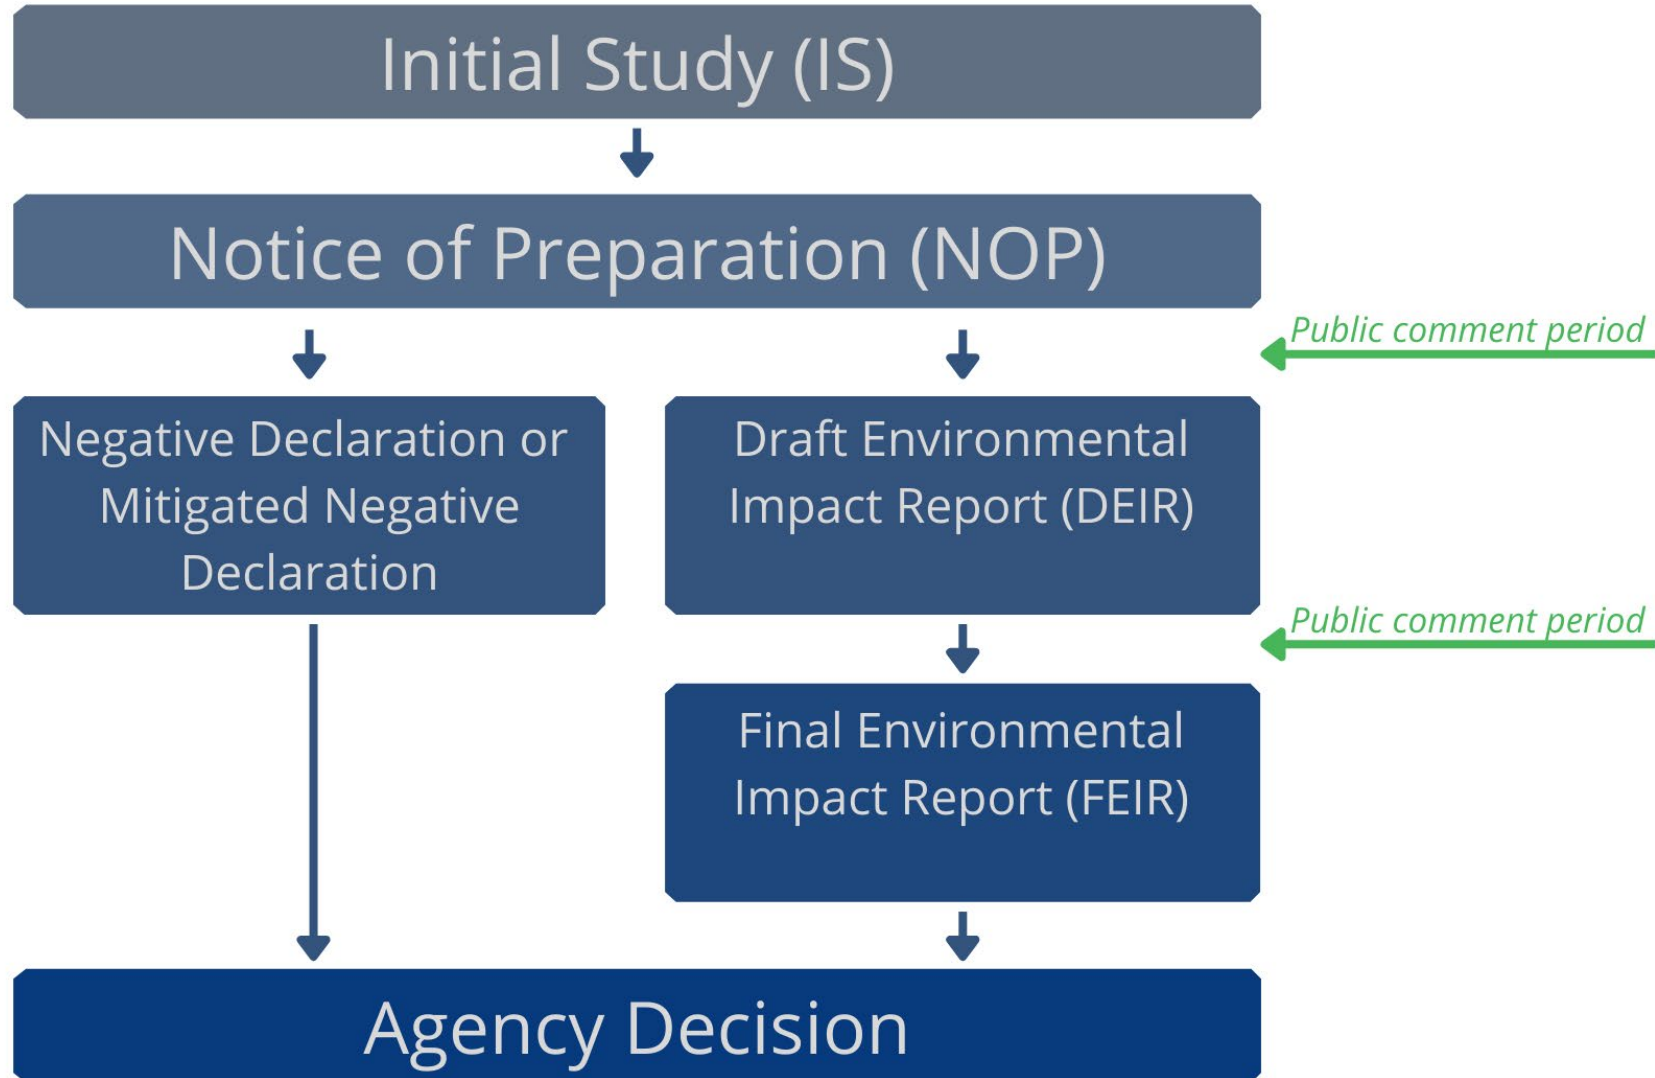 Initial Study (IS)
Notice of Preparation (NOP)
Public comment period
Negative Declaration or
Mitigated Negative
Declaration
Draft Environmental
Impact Report (DEIR)
Public comment period
Final Environmental
Impact Report (FEIR)
Agency Decision